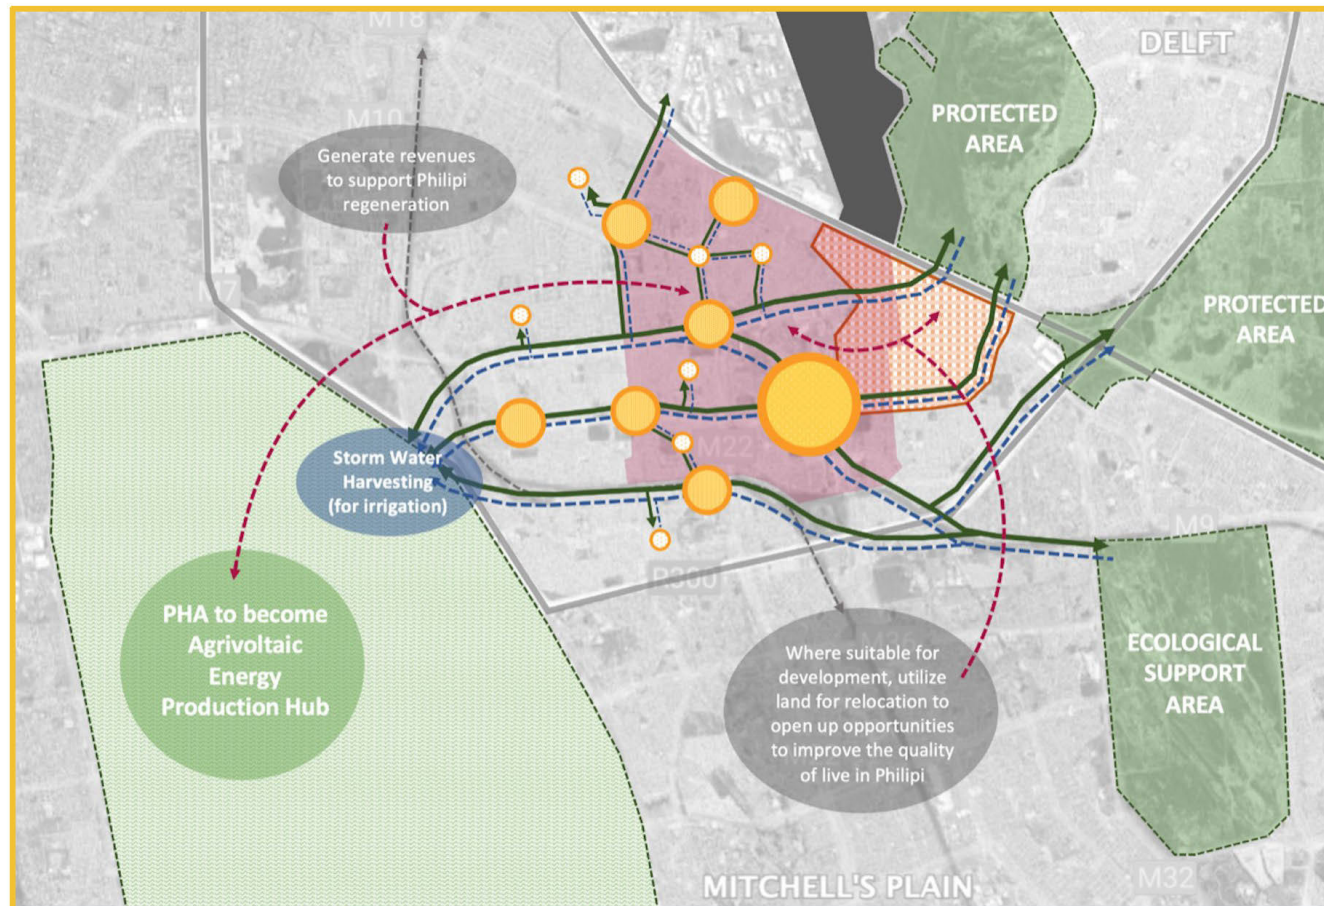 M18
DELFT
M10
PROTECTED
AREA
Generate revenues
to support Philipi
regeneration
PROTECTED
AREA
M22
Storm Water
Harvesting
(for irrigation)
M9
R300
PHA to become
Agrivoltaic
Energy
Production Hub
ECOLOGICAL
SUPPORT
AREA
Where suitable for
development, utilize
land for relocation to
open up opportunities
to improve the quality
of live in Philipi
MITCHELL'S PLAIN
M32